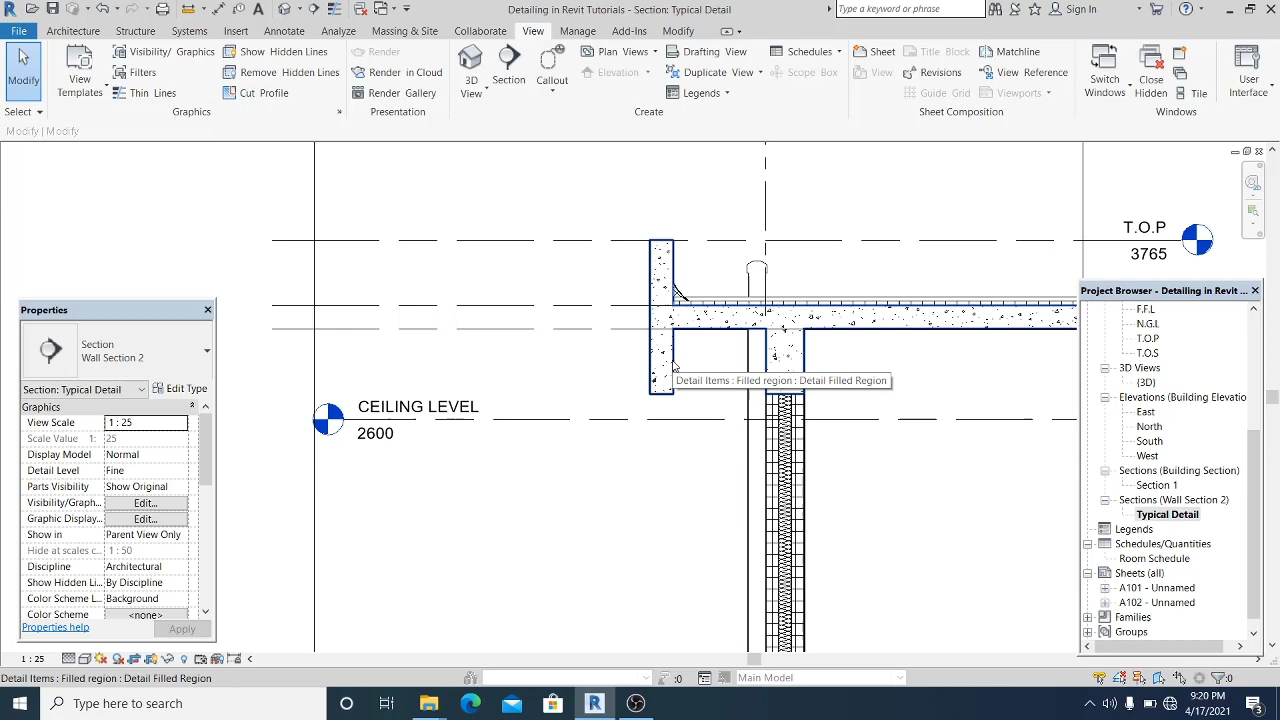 Detailing in Revit Tutorials - Section: Typical Detail
Type a keyword or phrase
Sign In
File Architecture Structure Systems Insert Annotate Analyze Massing & Site Collaborate View Manage Add-Ins Modify
Modify
View
Templates
Visibility/ Graphics
Filters
Thin Lines
Show Hidden Lines
Remove Hidden Lines
Cut Profile
Render
Render in Cloud
Render Gallery
3D
View
Section
Callout
Plan Views
Elevation
Drafting View
Duplicate View
Legends
Schedules
Scope Box
Sheet
View
Title Block
Revisions
Guide Grid
Matchline
View Reference
Viewports
Switch
Windows
Close
Hidden
Tile
User
Interface
Select
Graphics
Presentation
Create
Sheet Composition
Windows
Modify | Modify
T.O.P
3765
CEILING LEVEL
2600
Detail Items : Filled region : Detail Filled Region
Properties
Section
Wall Section 2
Section: Typical Detail
Edit Type
Graphics
View Scale 1 : 25
Scale Value 1: 25
Display Model Normal
Detail Level Fine
Parts Visibility Show Original
Visibility/Graph... Edit...
Graphic Display... Edit...
Show in Parent View Only
Hide at scales c... 1 : 50
Discipline Architectural
Show Hidden Li... By Discipline
Color Scheme L... Background
Color Scheme <none>
Properties help
Apply
Project Browser - Detailing in Revit ...
F.F.L
N.G.L
T.O.P
T.O.S
3D Views
{3D}
Elevations (Building Elevatio
East
North
South
West
Sections (Building Section)
Section 1
Sections (Wall Section 2)
Typical Detail
Legends
Schedules/Quantities
Room Schedule
Sheets (all)
A101 - Unnamed
A102 - Unnamed
Families
Groups
1 : 25
Detail Items : Filled region : Detail Filled Region
:0
Main Model
:0
Type here to search
9:20 PM
4/17/2021
3